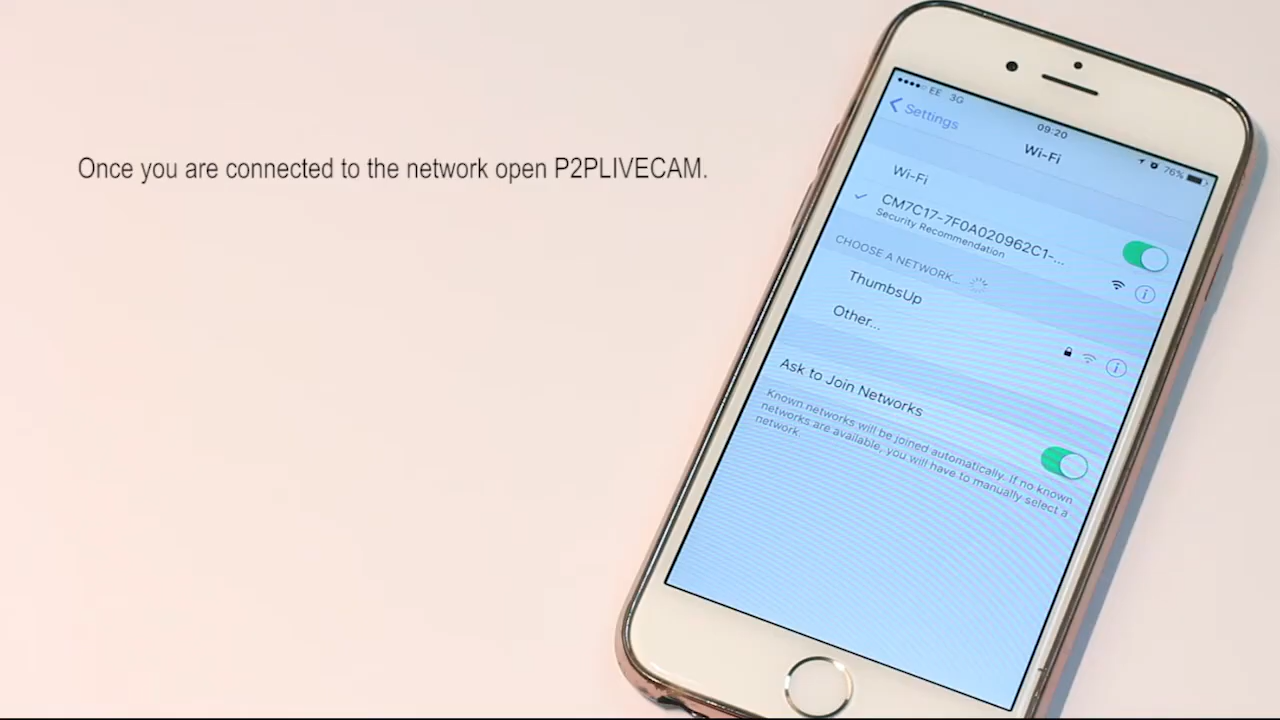 Once you are connected to the network open P2PLIVECAM.
EE 3G
09:20
76%
Settings
Wi-Fi
Wi-Fi
CM7C17-7F0A020962C1-...
Security Recommendation
CHOOSE A NETWORK...
ThumbsUp
Other...
Ask to Join Networks
Known networks will be joined automatically. If no known
networks are available, you will have to manually select a
network.